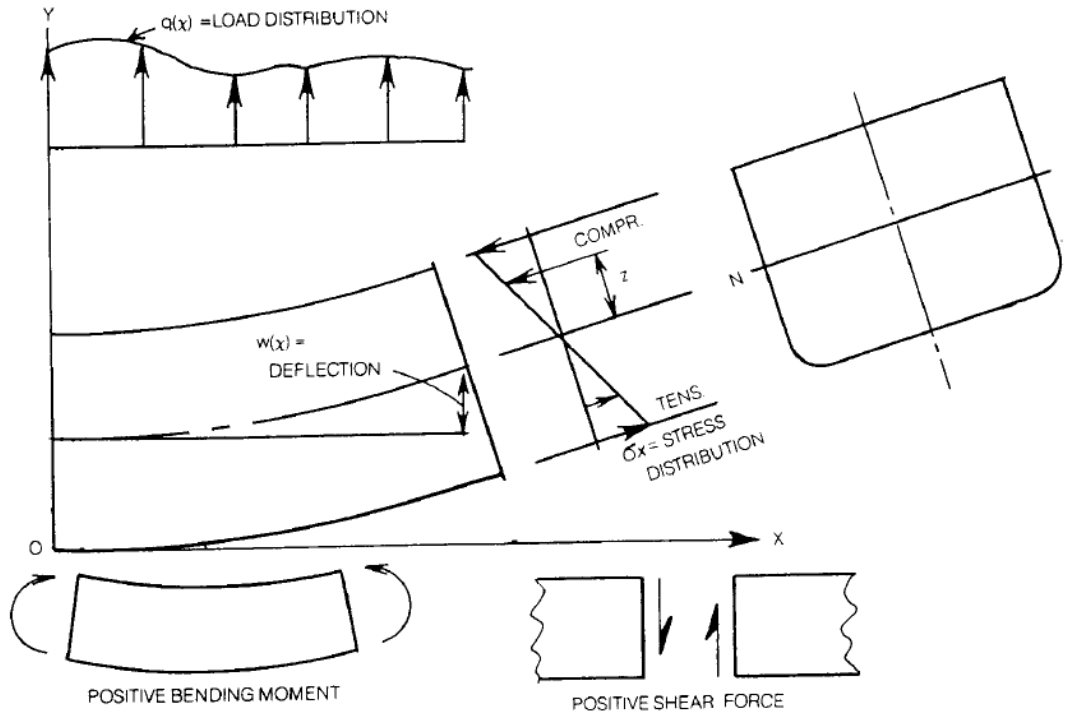 Y
q(x) =LOAD DISTRIBUTION
COMPR.
z
N
w(x) =
DEFLECTION
TENS.
σx= STRESS
DISTRIBUTION
O
X
POSITIVE BENDING MOMENT
POSITIVE SHEAR FORCE